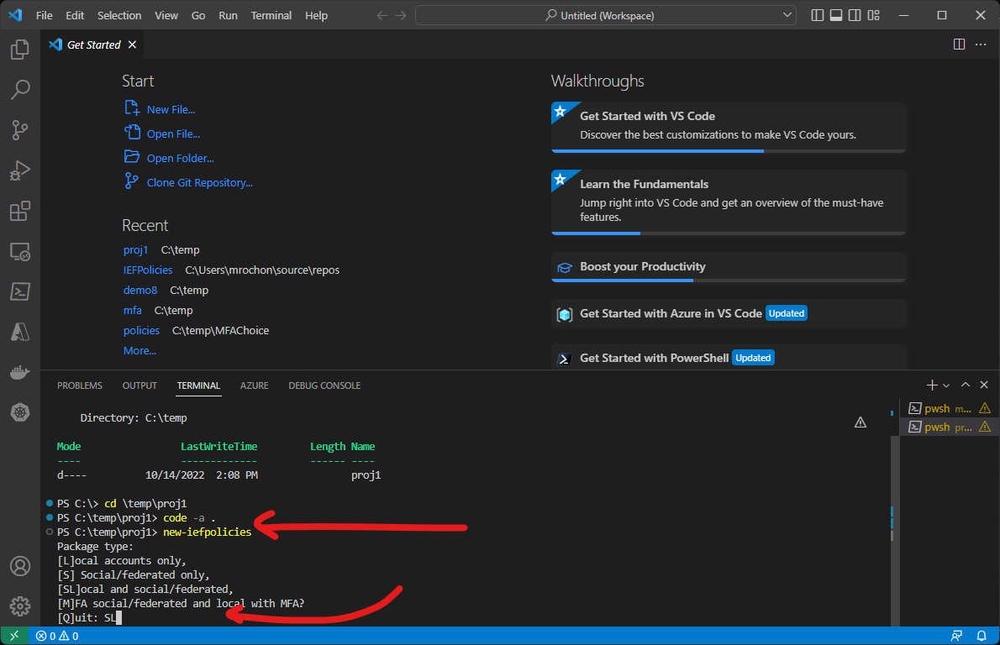 File Edit Selection View Go Run Terminal Help Untitled (Workspace)
Get Started
Start
New File...
Open File...
Open Folder...
Clone Git Repository...
Recent
proj1 C:\temp
IEFPolicies C:\Users\mrochon\source\repos
demo8 C:\temp
mfa C:\temp
policies C:\temp\MFAChoice
More...
Walkthroughs
Get Started with VS Code
Discover the best customizations to make VS Code yours.
Learn the Fundamentals
Jump right into VS Code and get an overview of the must-have
features.
Boost your Productivity
Get Started with Azure in VS Code Updated
Get Started with PowerShell Updated
PROBLEMS OUTPUT TERMINAL AZURE DEBUG CONSOLE
Directory: C:\temp
Mode LastWriteTime Length Name
---- ------------- ------ ----
d---- 10/14/2022 2:08 PM proj1
PS C:\> cd \temp\proj1
PS C:\temp\proj1> code -a .
PS C:\temp\proj1> new-iefpolicies
Package type:
[L]ocal accounts only,
[S] Social/federated only,
[SL]ocal and social/federated,
[M]FA social/federated and local with MFA?
[Q]uit: SL
pwsh m...
pwsh pr...
0 0